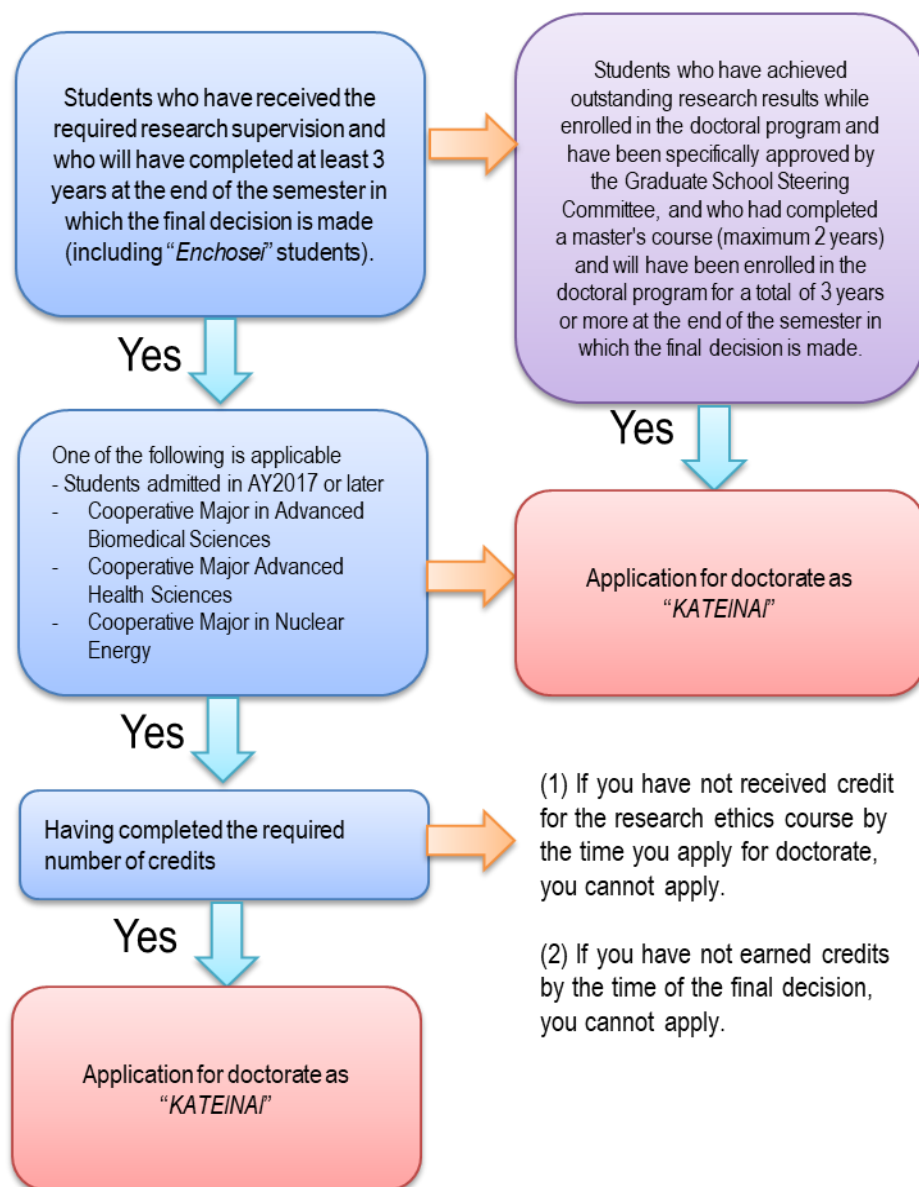 Students who have received the
required research supervision and
who will have completed at least 3
years at the end of the semester in
which the final decision is made
(including “Enchosei” students).
Students who have achieved
outstanding research results while
enrolled in the doctoral program and
have been specifically approved by
the Graduate School Steering
Committee, and who had completed
a master's course (maximum 2 years)
and will have been enrolled in the
doctoral program for a total of 3 years
or more at the end of the semester in
which the final decision is made.
Yes
Yes
One of the following is applicable
- Students admitted in AY2017 or later
- Cooperative Major in Advanced
Biomedical Sciences
- Cooperative Major Advanced
Health Sciences
- Cooperative Major in Nuclear
Energy
Application for doctorate as
“KATEINAI”
Yes
Having completed the required
number of credits
(1) If you have not received credit
for the research ethics course by
the time you apply for doctorate,
you cannot apply.
(2) If you have not earned credits
by the time of the final decision,
you cannot apply.
Yes
Application for doctorate as
“KATEINAI”